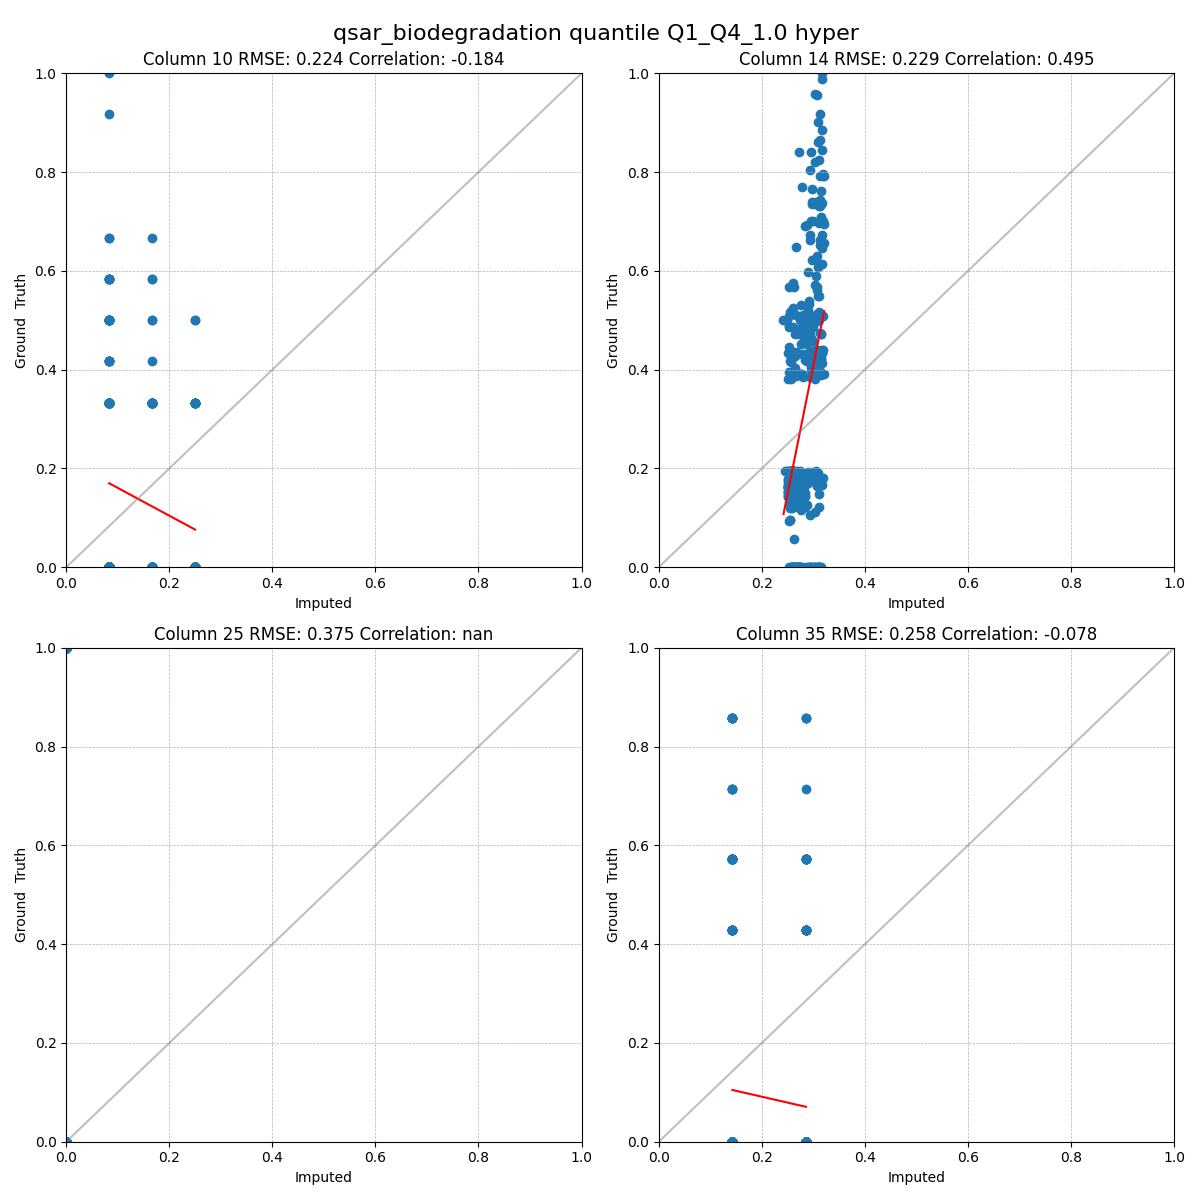 qsar_biodegradation quantile Q1_Q4_1.0 hyper
Column 10 RMSE: 0.224 Correlation: -0.184
1.0
0.8
0.6
0.4
0.2
0.0
Ground Truth
0.0 0.2 0.4 0.6 0.8 1.0
Imputed
Column 14 RMSE: 0.229 Correlation: 0.495
1.0
0.8
0.6
0.4
0.2
0.0
Ground Truth
0.0 0.2 0.4 0.6 0.8 1.0
Imputed
Column 25 RMSE: 0.375 Correlation: nan
1.0
0.8
0.6
0.4
0.2
0.0
Ground Truth
0.0 0.2 0.4 0.6 0.8 1.0
Imputed
Column 35 RMSE: 0.258 Correlation: -0.078
1.0
0.8
0.6
0.4
0.2
0.0
Ground Truth
0.0 0.2 0.4 0.6 0.8 1.0
Imputed